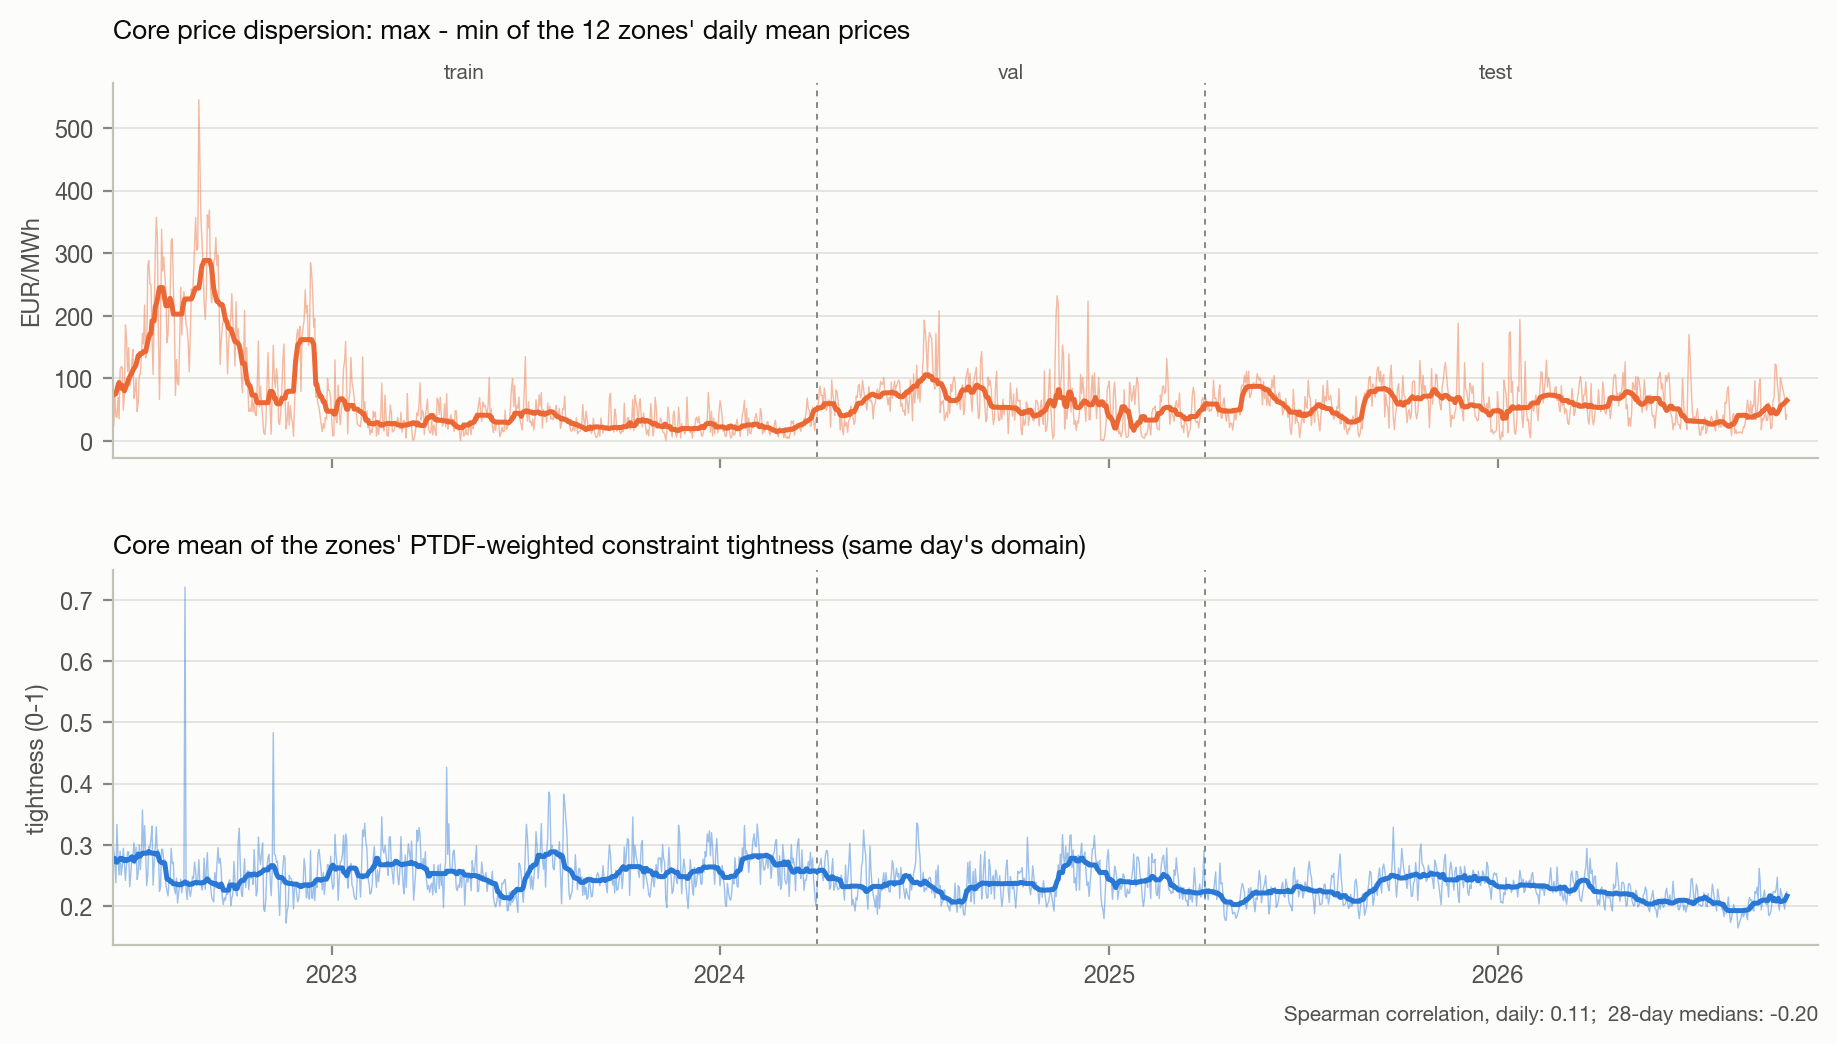 Core price dispersion: max - min of the 12 zones' daily mean prices
train
val
test
500
400
300
200
100
0
EUR/MWh
Core mean of the zones' PTDF-weighted constraint tightness (same day's domain)
0.7
0.6
0.5
0.4
0.3
0.2
tightness (0-1)
2023
2024
2025
2026
Spearman correlation, daily: 0.11;  28-day medians: -0.20